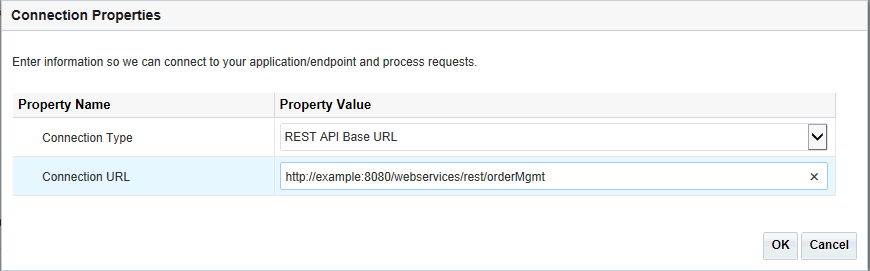 Connection Properties
Enter information so we can connect to your application/endpoint and process requests.
Property Name Property Value
Connection Type REST API Base URL
Connection URL http://example:8080/webservices/rest/orderMgmt ×
OK Cancel